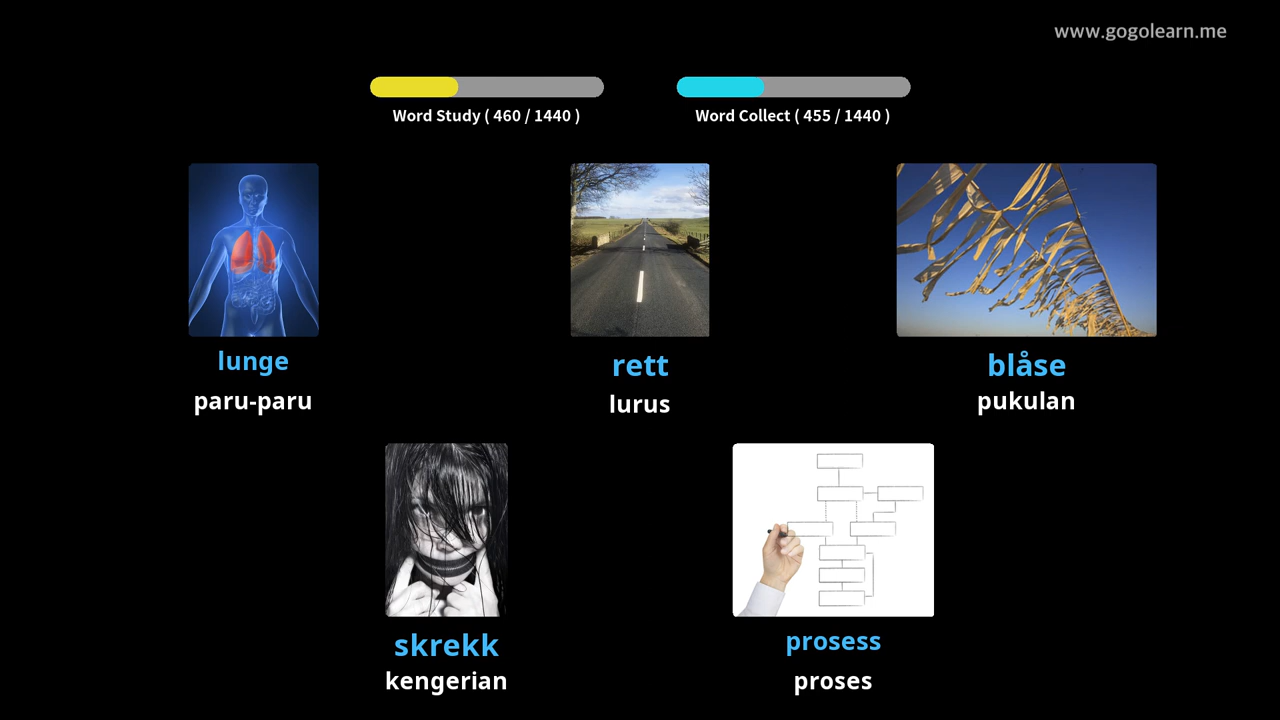 www.gogolearn.me
Word Study ( 460 / 1440 )
Word Collect ( 455 / 1440 )
lunge
paru-paru
rett
lurus
blåse
pukulan
skrekk
kengerian
prosess
proses